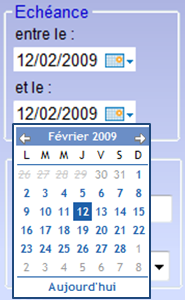 Echéance
entre le :
12/02/2009
et le :
12/02/2009
Février 2009
L M M J V S D
26 27 28 29 30 31 1
2 3 4 5 6 7 8
9 10 11 12 13 14 15
16 17 18 19 20 21 22
23 24 25 26 27 28 1
2 3 4 5 6 7 8
Aujourd'hui